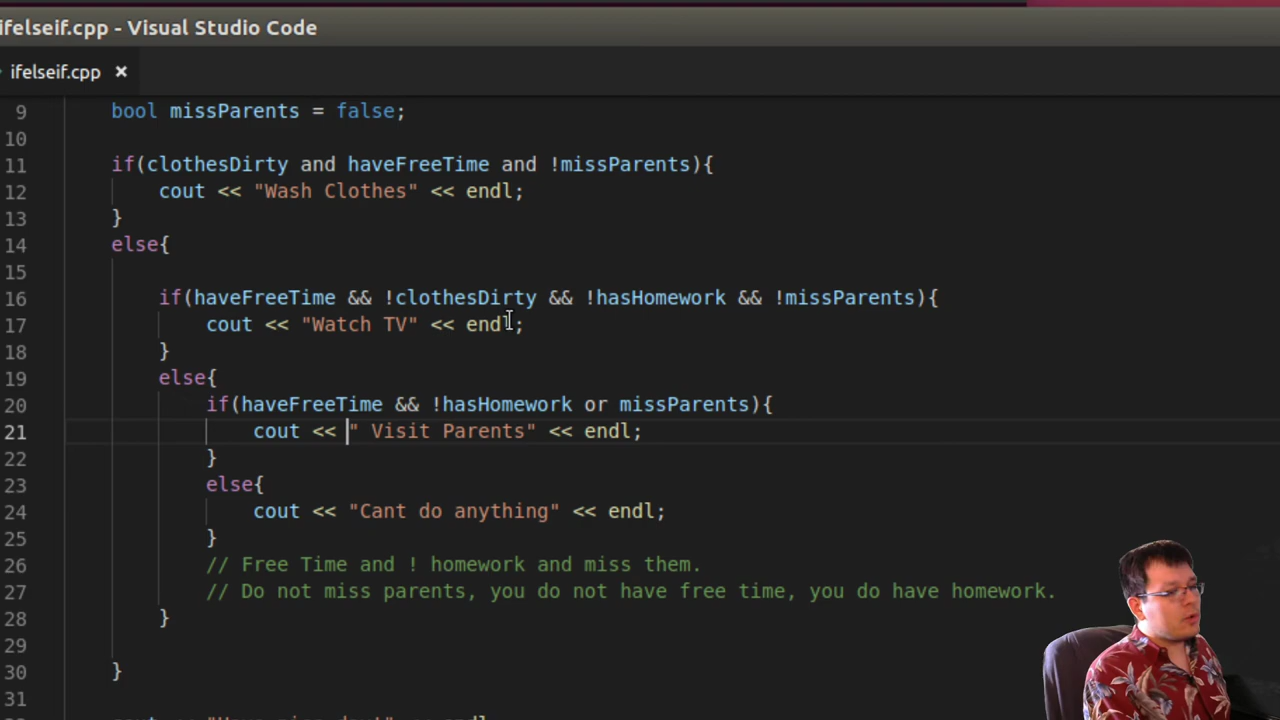 ifelseif.cpp - Visual Studio Code
ifelseif.cpp ×
9 bool missParents = false;
10
11 if(clothesDirty and haveFreeTime and !missParents){
12 cout << "Wash Clothes" << endl;
13 }
14 else{
15
16 if(haveFreeTime && !clothesDirty && !hasHomework && !missParents){
17 cout << "Watch TV" << endl;
18 }
19 else{
20 if(haveFreeTime && !hasHomework or missParents){
21 cout << " Visit Parents" << endl;
22 }
23 else{
24 cout << "Cant do anything" << endl;
25 }
26 // Free Time and ! homework and miss them.
27 // Do not miss parents, you do not have free time, you do have homework.
28 }
29
30 }
31